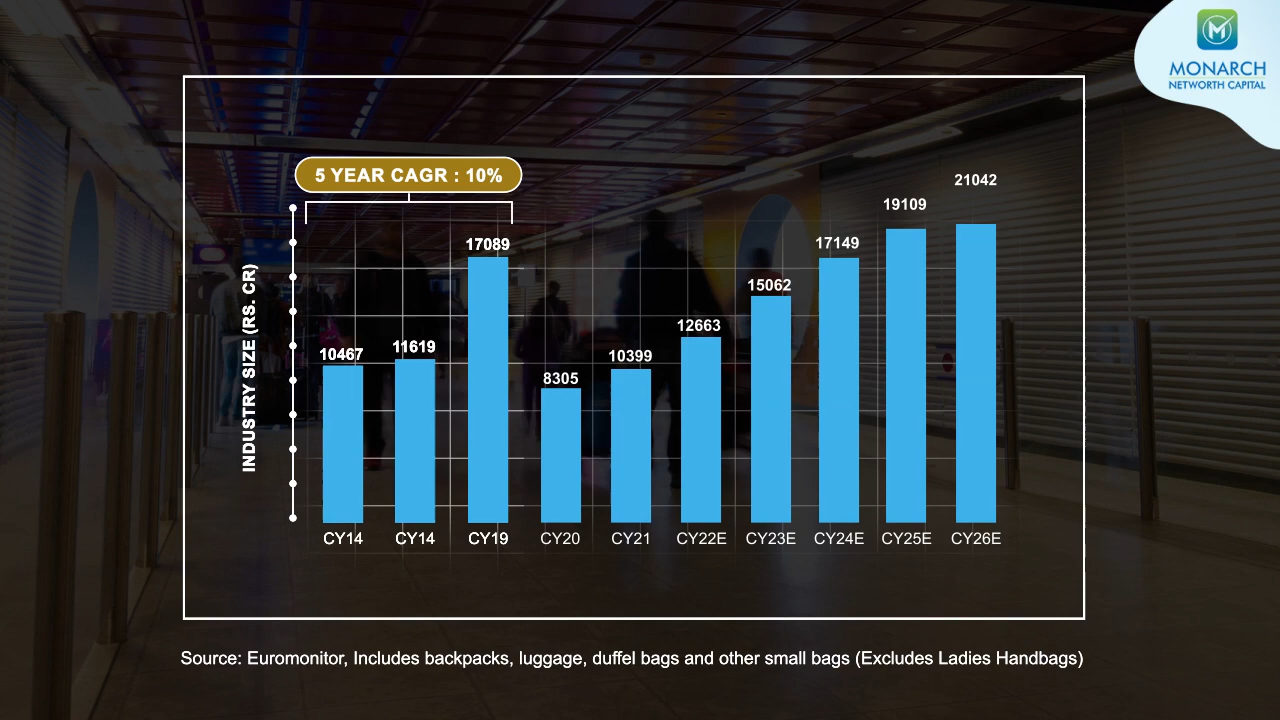 MONARCH
NETWORTH CAPITAL
5 YEAR CAGR : 10%
INDUSTRY SIZE (RS. CR)
10467
11619
17089
8305
10399
12663
15062
17149
19109
21042
CY14
CY14
CY19
CY20
CY21
CY22E
CY23E
CY24E
CY25E
CY26E
Source: Euromonitor, Includes backpacks, luggage, duffel bags and other small bags (Excludes Ladies Handbags)